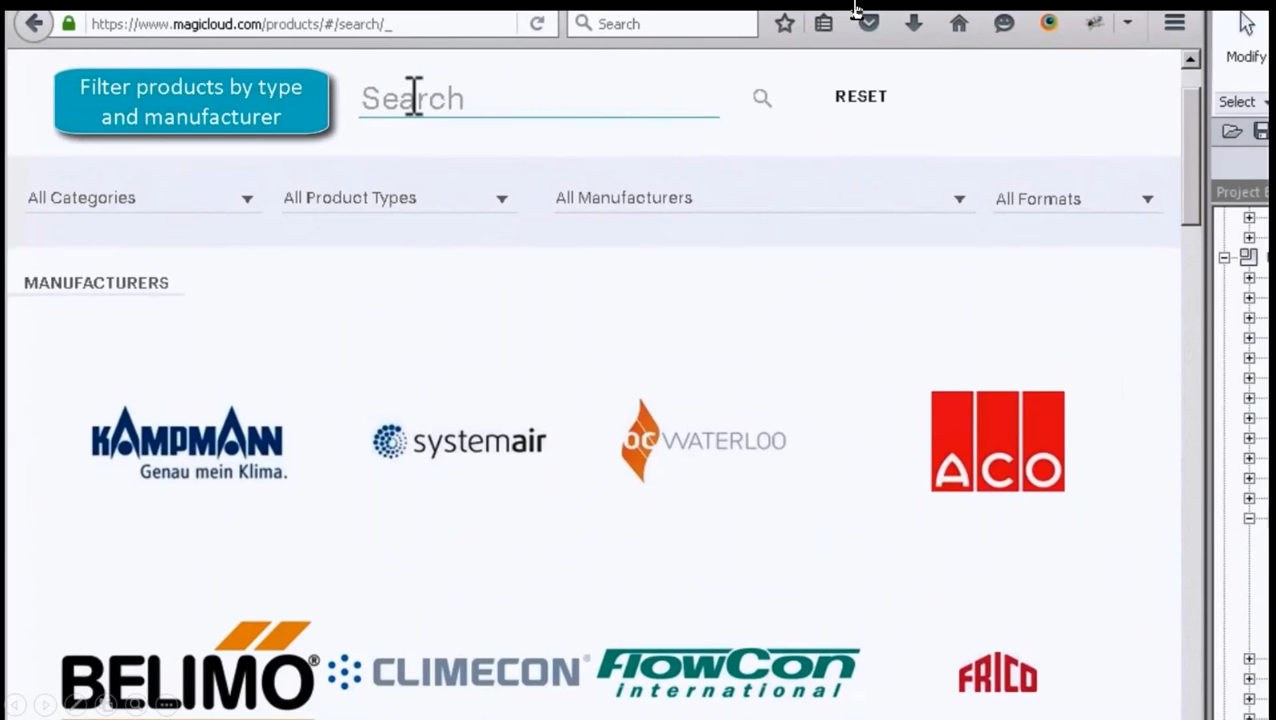 https://www.magicloud.com/products/#/search/_
Search
Modify
Filter products by type
and manufacturer
Search
RESET
Select
All Categories
All Product Types
All Manufacturers
All Formats
Project B
MANUFACTURERS
KAMPMANN
Genau mein Klima.
systemair
OC WATERLOO
ACO
BELIMO®
CLIMECON®
FlowCon
international
FRICO